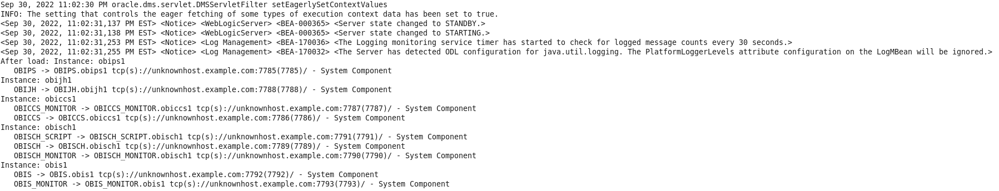 Sep 30, 2022 11:02:30 PM oracle.dms.servlet.DMSServletFilter setEagerlySetContextValues
INFO: The setting that controls the eager fetching of some types of execution context data has been set to true.
<Sep 30, 2022, 11:02:31,137 PM EST> <Notice> <WebLogicServer> <BEA-000365> <Server state changed to STANDBY.>
<Sep 30, 2022, 11:02:31,138 PM EST> <Notice> <WebLogicServer> <BEA-000365> <Server state changed to STARTING.>
<Sep 30, 2022, 11:02:31,253 PM EST> <Notice> <Log Management> <BEA-170036> <The Logging monitoring service timer has started to check for logged message counts every 30 seconds.>
<Sep 30, 2022, 11:02:31,255 PM EST> <Notice> <Log Management> <BEA-170032> <The Server has detected ODL configuration for java.util.logging. The PlatformLoggerLevels attribute configuration on the LogMBean will be ignored.>
After load: Instance: obips1
   OBIPS -> OBIPS.obips1 tcp(s)://unknownhost.example.com:7785(7785)/ - System Component
Instance: obijh1
   OBIJH -> OBIJH.obijh1 tcp(s)://unknownhost.example.com:7788(7788)/ - System Component
Instance: obiccs1
   OBICCS_MONITOR -> OBICCS_MONITOR.obiccs1 tcp(s)://unknownhost.example.com:7787(7787)/ - System Component
   OBICCS -> OBICCS.obiccs1 tcp(s)://unknownhost.example.com:7786(7786)/ - System Component
Instance: obisch1
   OBISCH_SCRIPT -> OBISCH_SCRIPT.obisch1 tcp(s)://unknownhost.example.com:7791(7791)/ - System Component
   OBISCH -> OBISCH.obisch1 tcp(s)://unknownhost.example.com:7789(7789)/ - System Component
   OBISCH_MONITOR -> OBISCH_MONITOR.obisch1 tcp(s)://unknownhost.example.com:7790(7790)/ - System Component
Instance: obis1
   OBIS -> OBIS.obis1 tcp(s)://unknownhost.example.com:7792(7792)/ - System Component
   OBIS_MONITOR -> OBIS_MONITOR.obis1 tcp(s)://unknownhost.example.com:7793(7793)/ - System Component